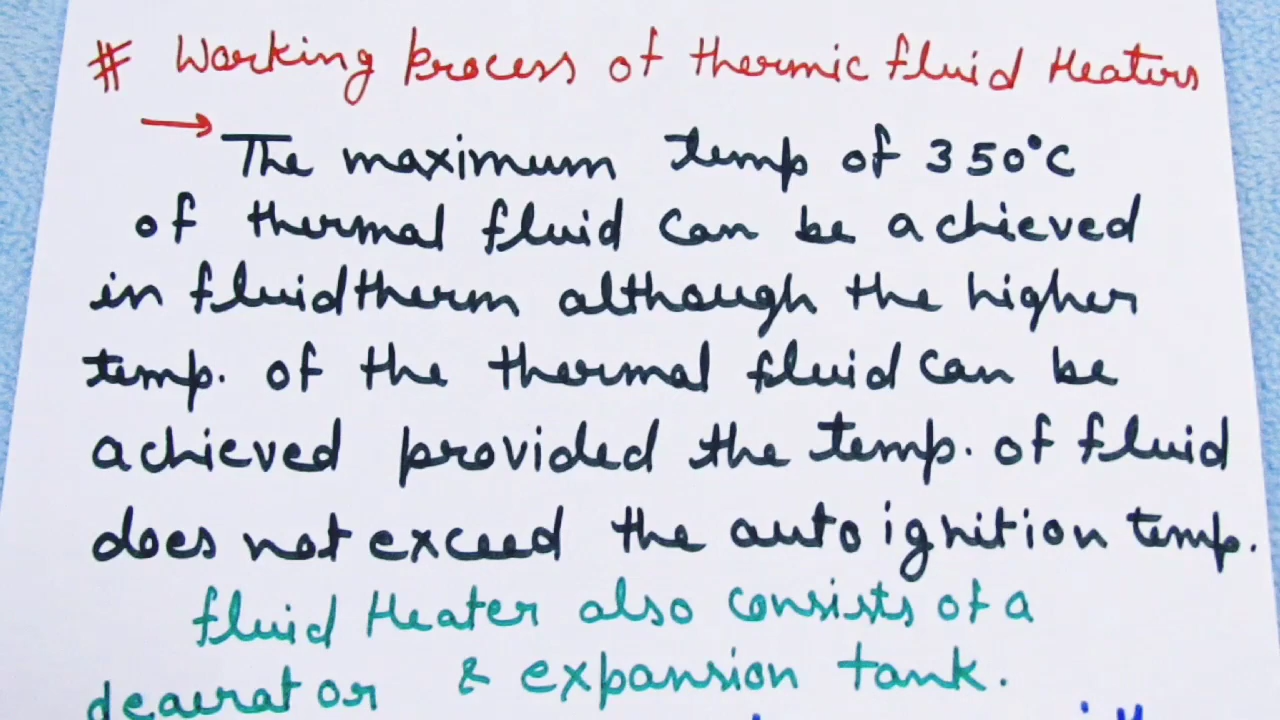 # Working Process of thermic fluid Heaters
→ The maximum temp of 350°C
of thermal fluid can be achieved
in fluidtherm although the higher
temp. of the thermal fluid can be
achieved provided the temp. of fluid
does not exceed the auto ignition temp.
fluid Heater also consists of a
deaerator & expansion tank.